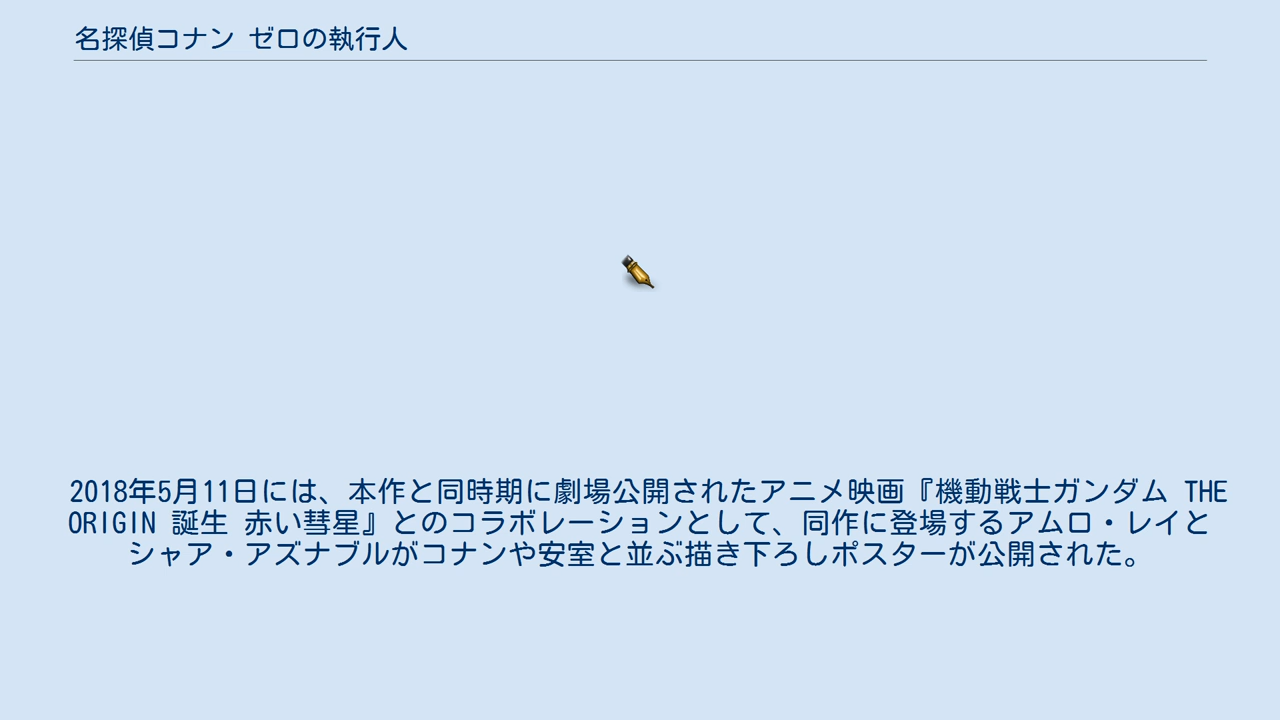 名探偵コナン ゼロの執行人
2018年5月11日には、本作と同時期に劇場公開されたアニメ映画『機動戦士ガンダム THE
ORIGIN 誕生 赤い彗星』とのコラボレーションとして、同作に登場するアムロ・レイと
シャア・アズナブルがコナンや安室と並ぶ描き下ろしポスターが公開された。